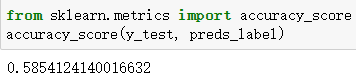 from sklearn.metrics import accuracy_score
accuracy_score(y_test, preds_label)
0.5854124140016632